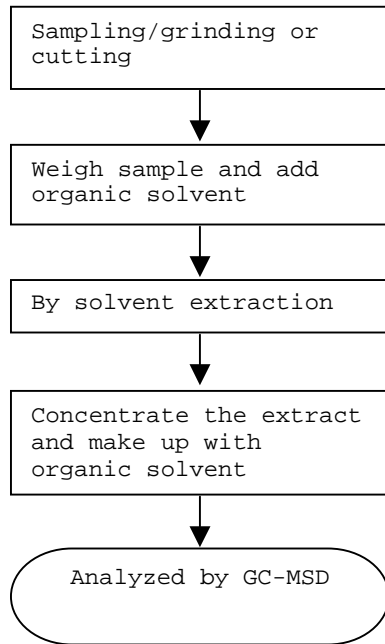 Sampling/grinding or
cutting
Weigh sample and add
organic solvent
By solvent extraction
Concentrate the extract
and make up with
organic solvent
Analyzed by GC-MSD